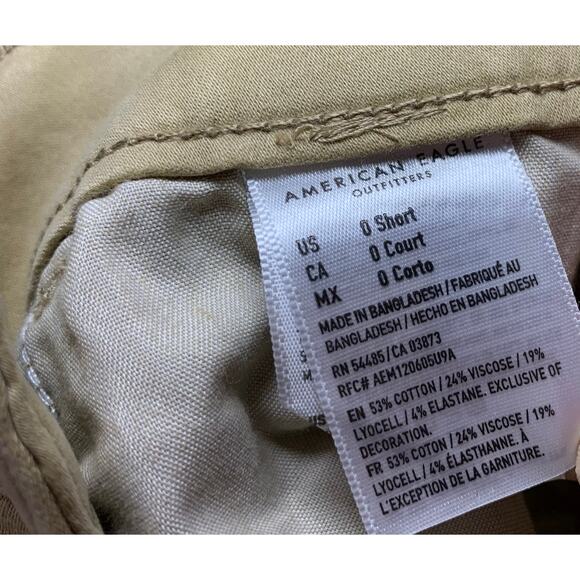 AMERICAN EAGLE
OUTFITTERS
US 0 Short
CA 0 Court
MX 0 Corto
MADE IN BANGLADESH / FABRIQUÉ AU
BANGLADESH / HECHO EN BANGLADESH
RN 54485 / CA 03873
RFC# AEM120605U9A
EN 53% COTTON / 24% VISCOSE / 19%
LYOCELL / 4% ELASTANE. EXCLUSIVE OF
DECORATION.
FR 53% COTON / 24% VISCOSE / 19%
LYOCELL / 4% ÉLASTHANNE. À
L'EXCEPTION DE LA GARNITURE.